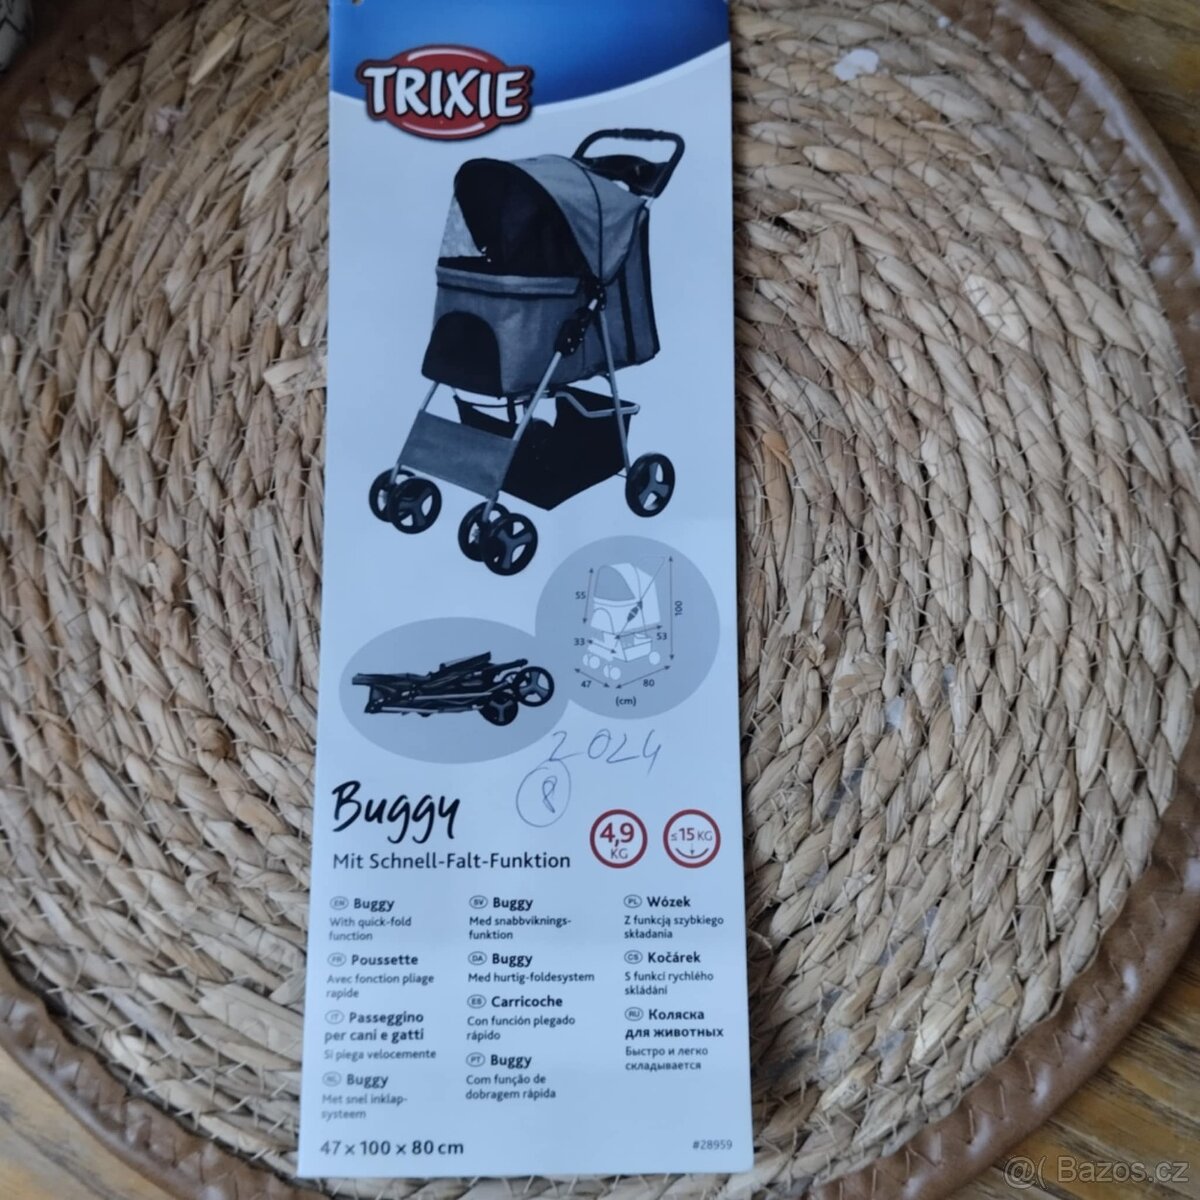 TRIXIE
55
100
33
53
47
80
(cm)
2024
8
Buggy
Mit Schnell-Falt-Funktion
4,9
KG
≤15 KG
EN Buggy
With quick-fold
function
FR Poussette
Avec fonction pliage
rapide
IT Passeggino
per cani e gatti
Si piega velocemente
NL Buggy
Met snel inklap-
systeem
SV Buggy
Med snabbviknings-
funktion
DA Buggy
Med hurtig-foldesystem
ES Carricoche
Con función plegado
rápido
PT Buggy
Com função de
dobragem rápida
PL Wózek
Z funkcją szybkiego
składania
CS Kočárek
S funkcí rychlého
skládání
RU Коляска
для животных
Быстро и легко
складывается
47 x 100 x 80 cm
#28959
@( Bazos.cz